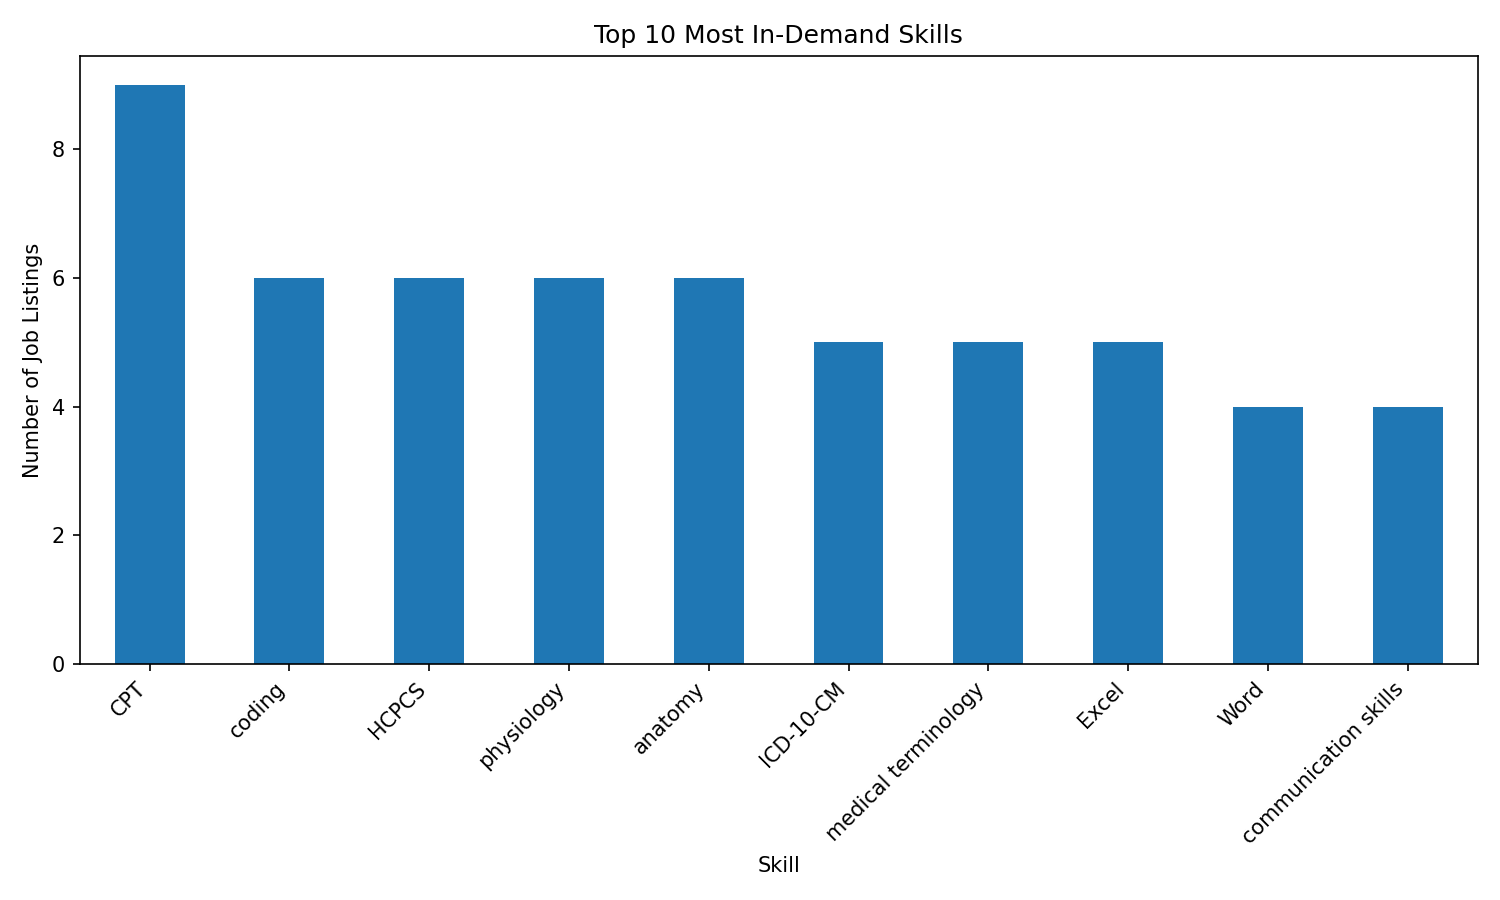 Top 10 Most In-Demand Skills
Number of Job Listings
8
6
4
2
0
CPT
coding
HCPCS
physiology
anatomy
ICD-10-CM
medical terminology
Excel
Word
communication skills
Skill